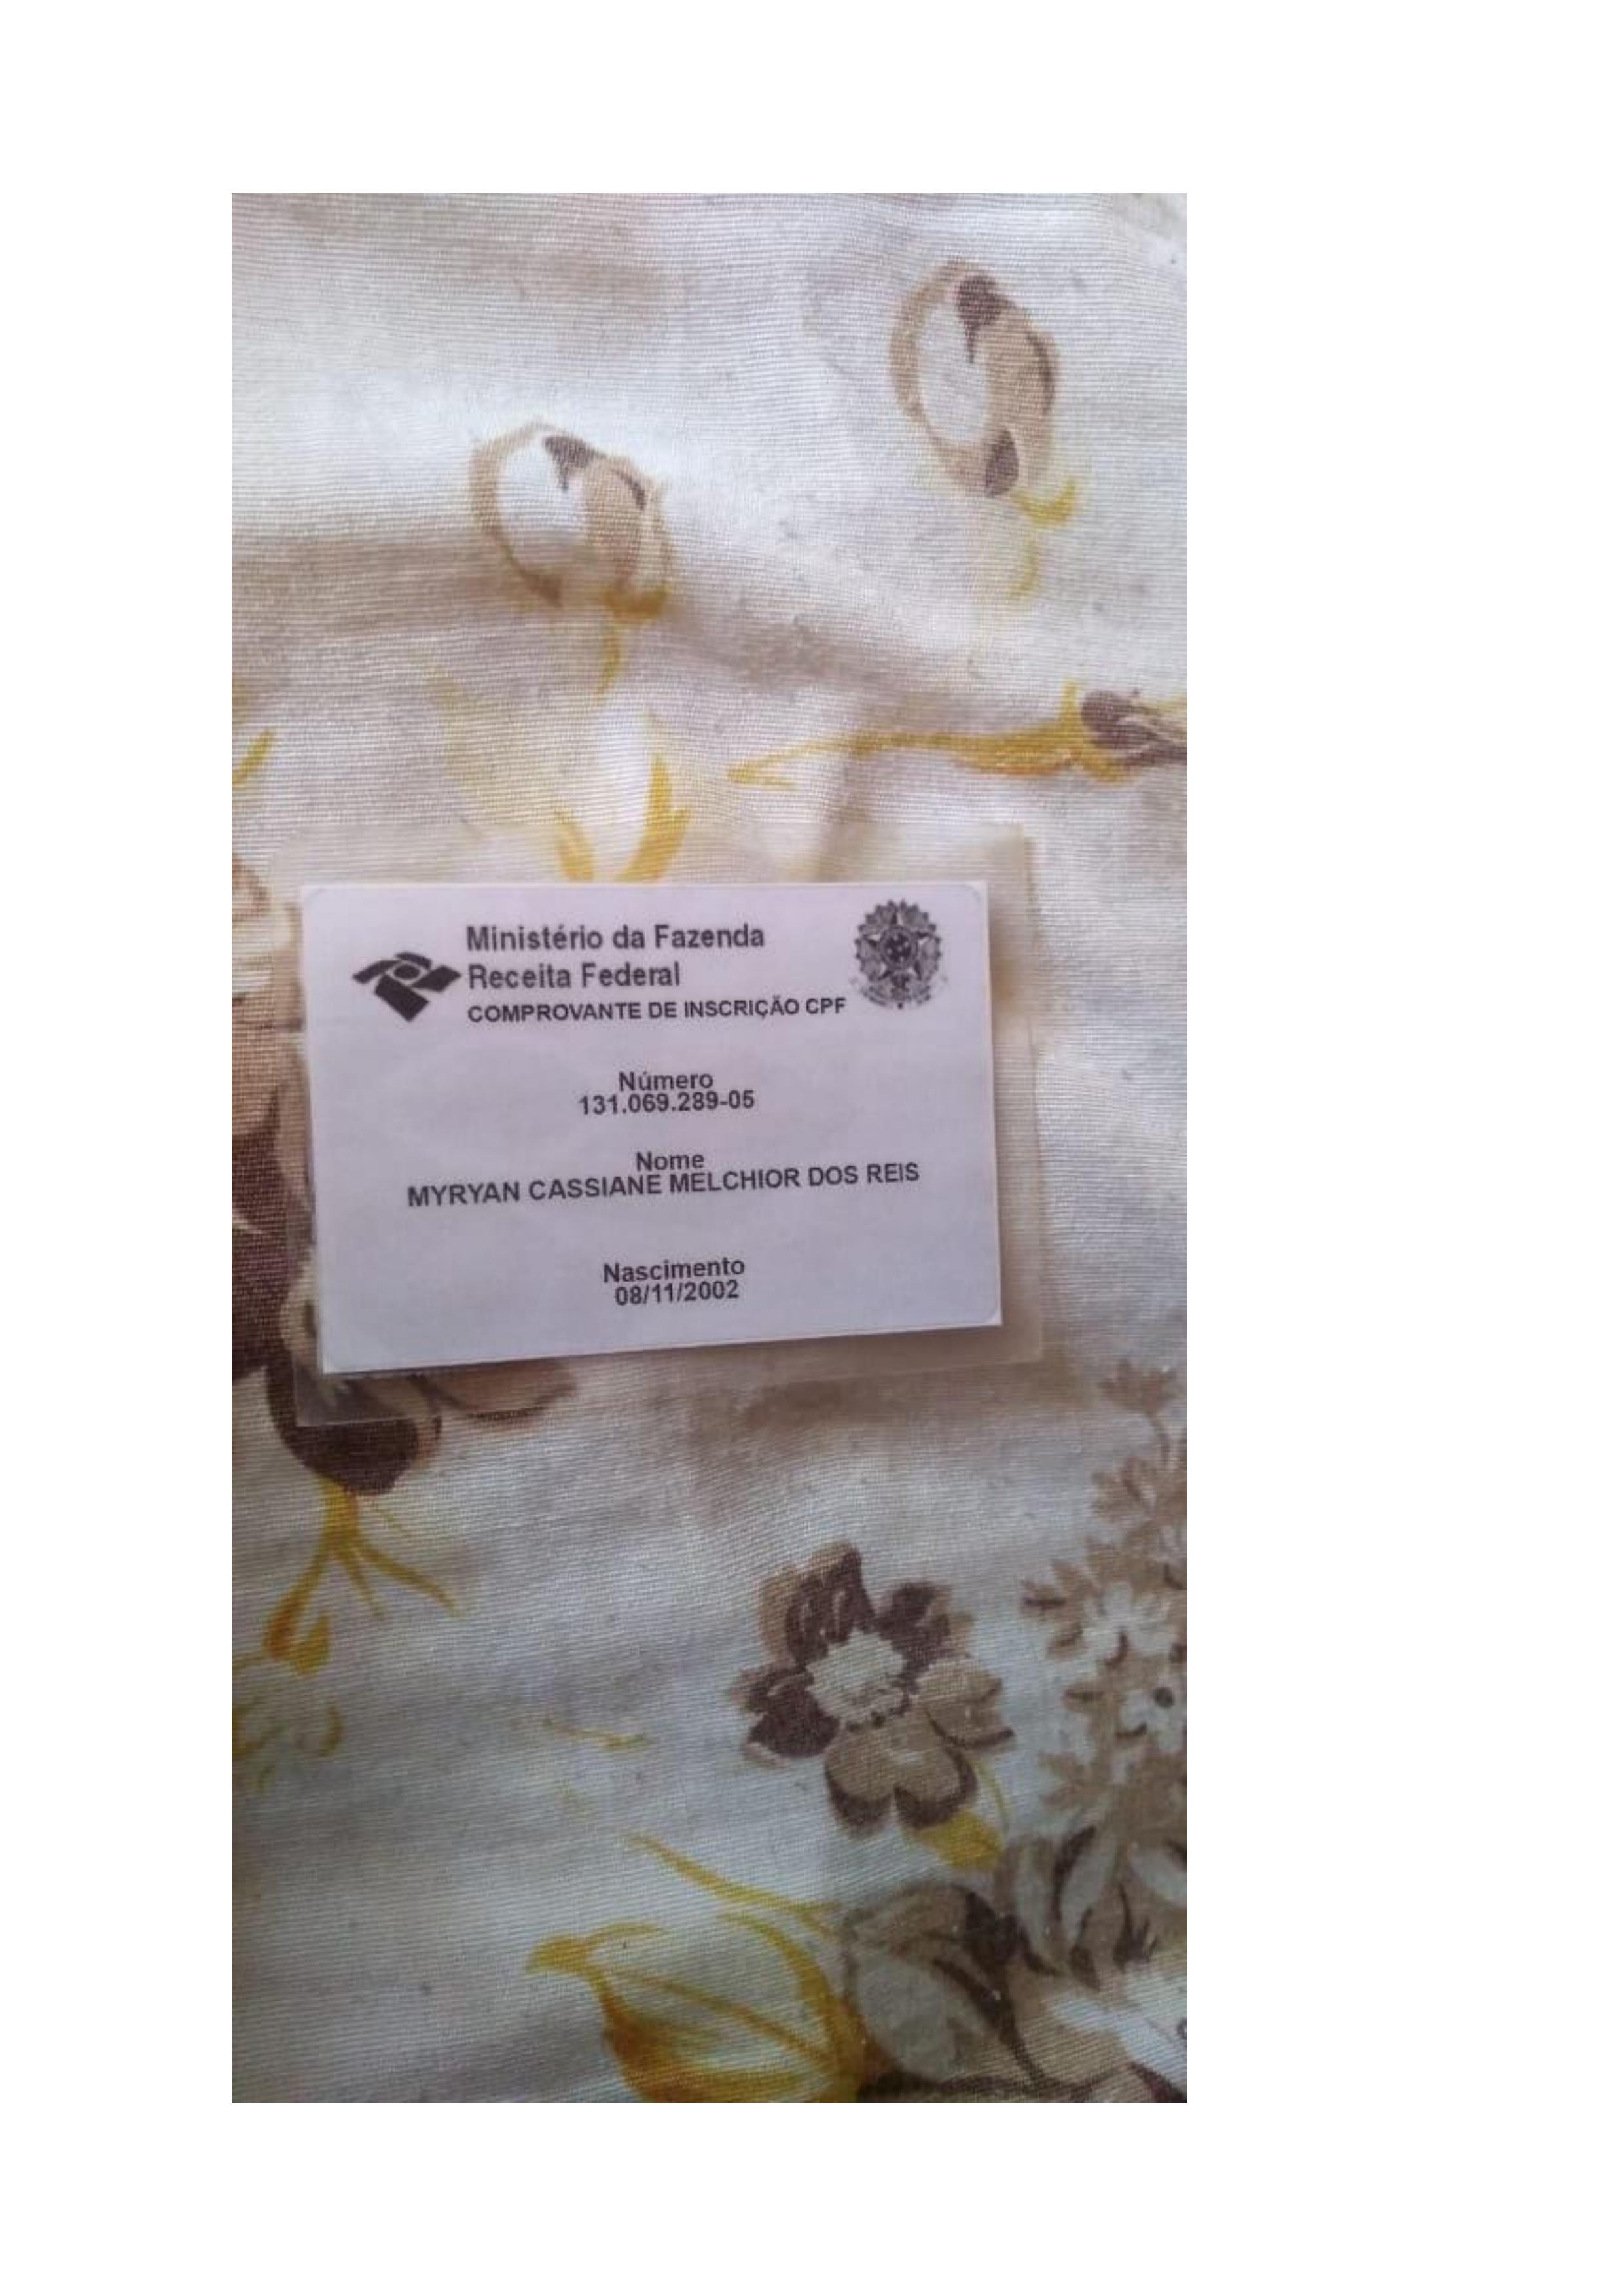 Ministério da Fazenda
Receita Federal
COMPROVANTE DE INSCRIÇÃO CPF
Número
131.069.289-05
Nome
MYRYAN CASSIANE MELCHIOR DOS REIS
Nascimento
08/11/2002